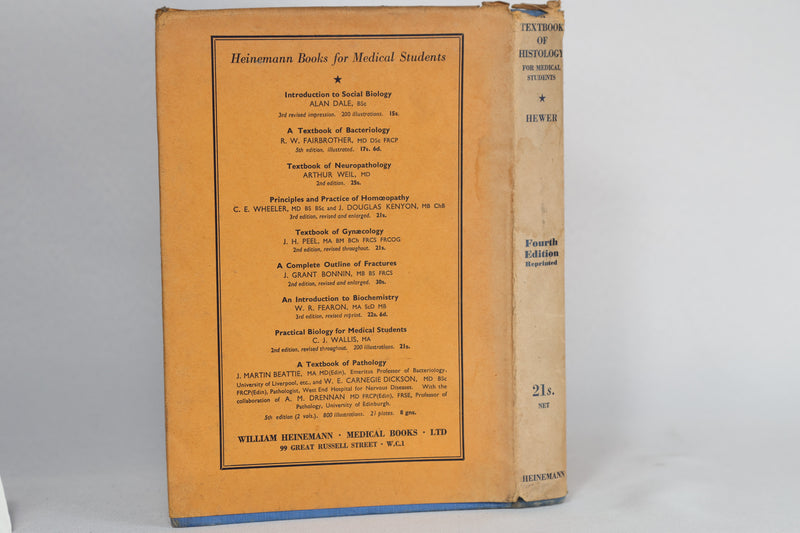 Heinemann Books for Medical Students
★
Introduction to Social Biology
ALAN DALE, BSc
3rd revised impression. 200 illustrations. 15s.
A Textbook of Bacteriology
R. W. FAIRBROTHER, MD DSc FRCP
5th edition, illustrated. 17s. 6d.
Textbook of Neuropathology
ARTHUR WEIL, MD
2nd edition. 25s.
Principles and Practice of Homœopathy
C. E. WHEELER, MD BS BSc and J. DOUGLAS KENYON, MB ChB
3rd edition, revised and enlarged. 21s.
Textbook of Gynæcology
J. H. PEEL, MA BM BCh FRCS FRCOG
2nd edition, revised throughout. 21s.
A Complete Outline of Fractures
J. GRANT BONNIN, MB BS FRCS
2nd edition, revised and enlarged. 30s.
An Introduction to Biochemistry
W. R. FEARON, MA ScD MB
3rd edition, revised reprint. 22s. 6d.
Practical Biology for Medical Students
C. J. WALLIS, MA
2nd edition, revised throughout. 200 illustrations. 21s.
A Textbook of Pathology
J. MARTIN BEATTIE, MA MD(Edin), Emeritus Professor of Bacteriology,
University of Liverpool, etc., and W. E. CARNEGIE DICKSON, MD BSc
FRCP(Edin), Pathologist, West End Hospital for Nervous Diseases. With the
collaboration of A. M. DRENNAN MD FRCP(Edin), FRSE, Professor of
Pathology, University of Edinburgh.
5th edition (2 vols.). 800 illustrations. 21 plates. 8 gns.
WILLIAM HEINEMANN · MEDICAL BOOKS · LTD
99 GREAT RUSSELL STREET · W.C.1
TEXTBOOK
OF
HISTOLOGY
FOR MEDICAL
STUDENTS
★
HEWER
Fourth
Edition
Reprinted
21s.
NET
HEINEMANN